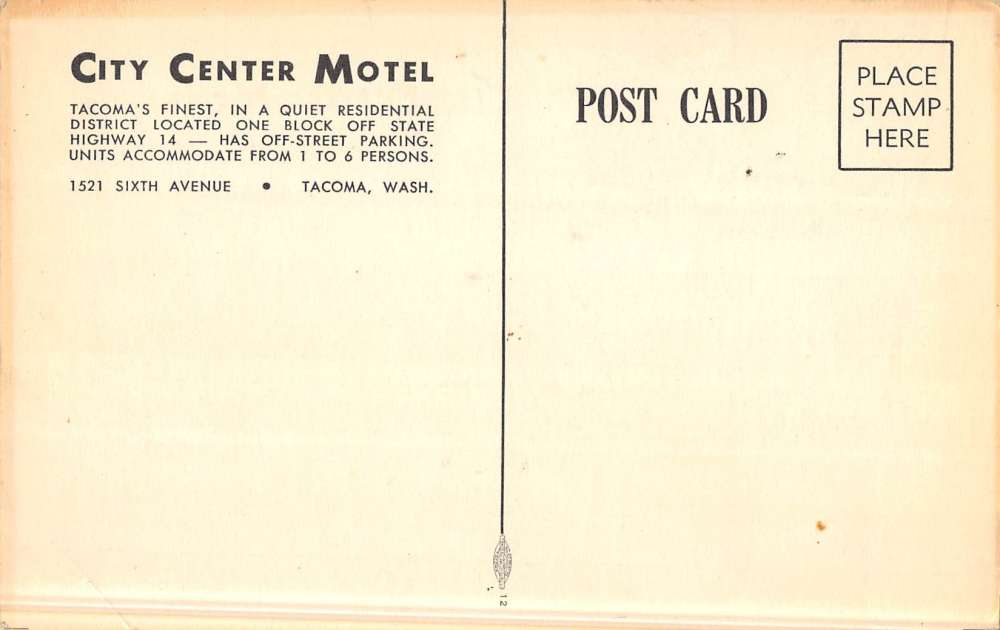 CITY CENTER MOTEL
TACOMA'S FINEST, IN A QUIET RESIDENTIAL
DISTRICT LOCATED ONE BLOCK OFF STATE
HIGHWAY 14 — HAS OFF-STREET PARKING.
UNITS ACCOMMODATE FROM 1 TO 6 PERSONS.
1521 SIXTH AVENUE • TACOMA, WASH.
POST CARD
PLACE
STAMP
HERE
12